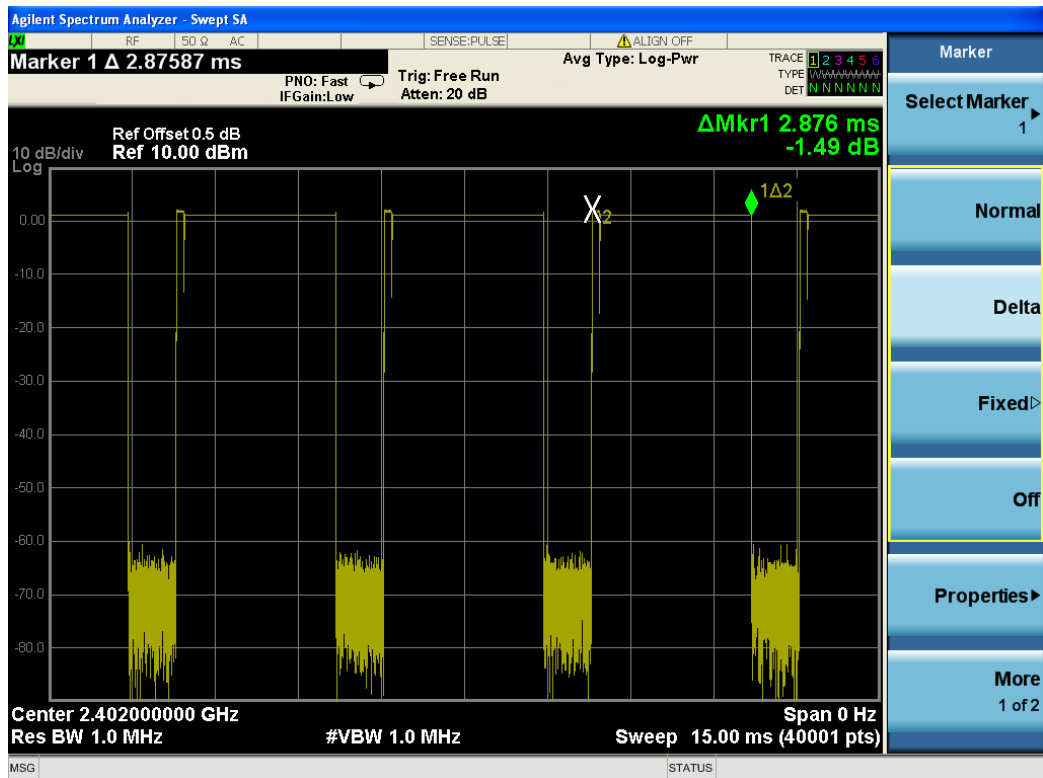 Agilent Spectrum Analyzer - Swept SA
LXI RF 50 Ω AC SENSE:PULSE ALIGN OFF
Marker 1 Δ 2.87587 ms
PNO: Fast
IFGain:Low
Trig: Free Run
Atten: 20 dB
Avg Type: Log-Pwr
TRACE 1 2 3 4 5 6
TYPE WWWWWW
DET N N N N N N
ΔMkr1 2.876 ms
-1.49 dB
Ref Offset 0.5 dB
10 dB/div Ref 10.00 dBm
Log
1Δ2
X2
0.00
-10.0
-20.0
-30.0
-40.0
-50.0
-60.0
-70.0
-80.0
Center 2.402000000 GHz Span 0 Hz
Res BW 1.0 MHz #VBW 1.0 MHz Sweep 15.00 ms (40001 pts)
MSG STATUS
Marker
Select Marker
1
Normal
Delta
Fixed
Off
Properties
More
1 of 2